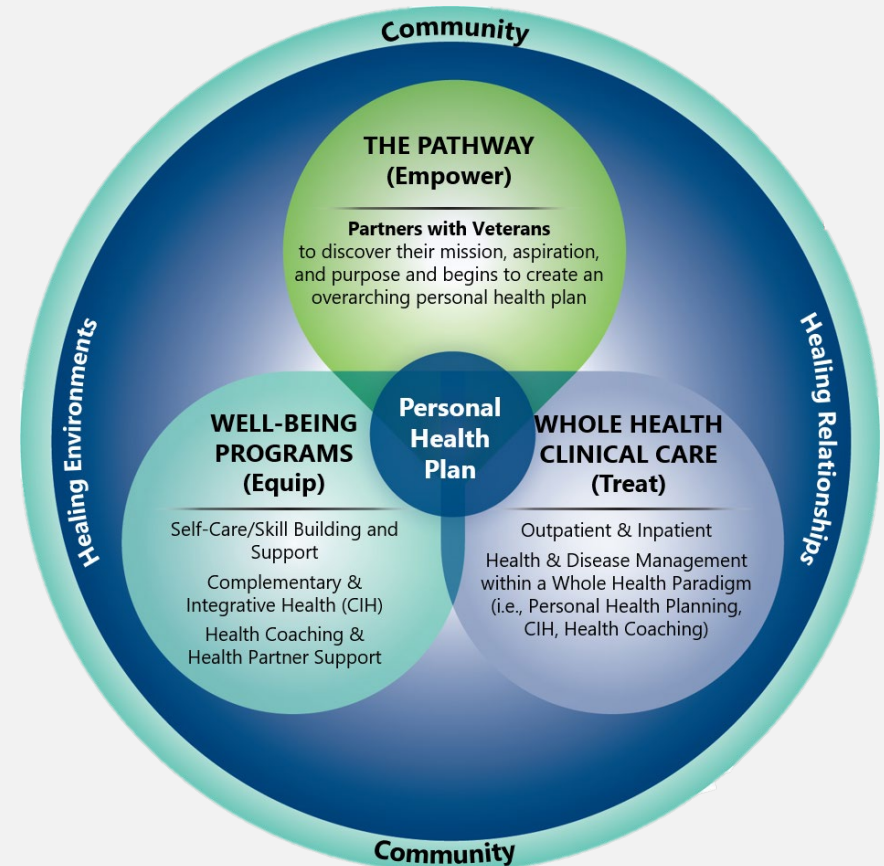 Community
THE PATHWAY
(Empower)
Partners with Veterans
to discover their mission, aspiration,
and purpose and begins to create an
overarching personal health plan
Healing Environments
Healing Relationships
Personal
Health
Plan
WELL-BEING
PROGRAMS
(Equip)
Self-Care/Skill Building and
Support
Complementary &
Integrative Health (CIH)
Health Coaching &
Health Partner Support
WHOLE HEALTH
CLINICAL CARE
(Treat)
Outpatient & Inpatient
Health & Disease Management
within a Whole Health Paradigm
(i.e., Personal Health Planning,
CIH, Health Coaching)
Community